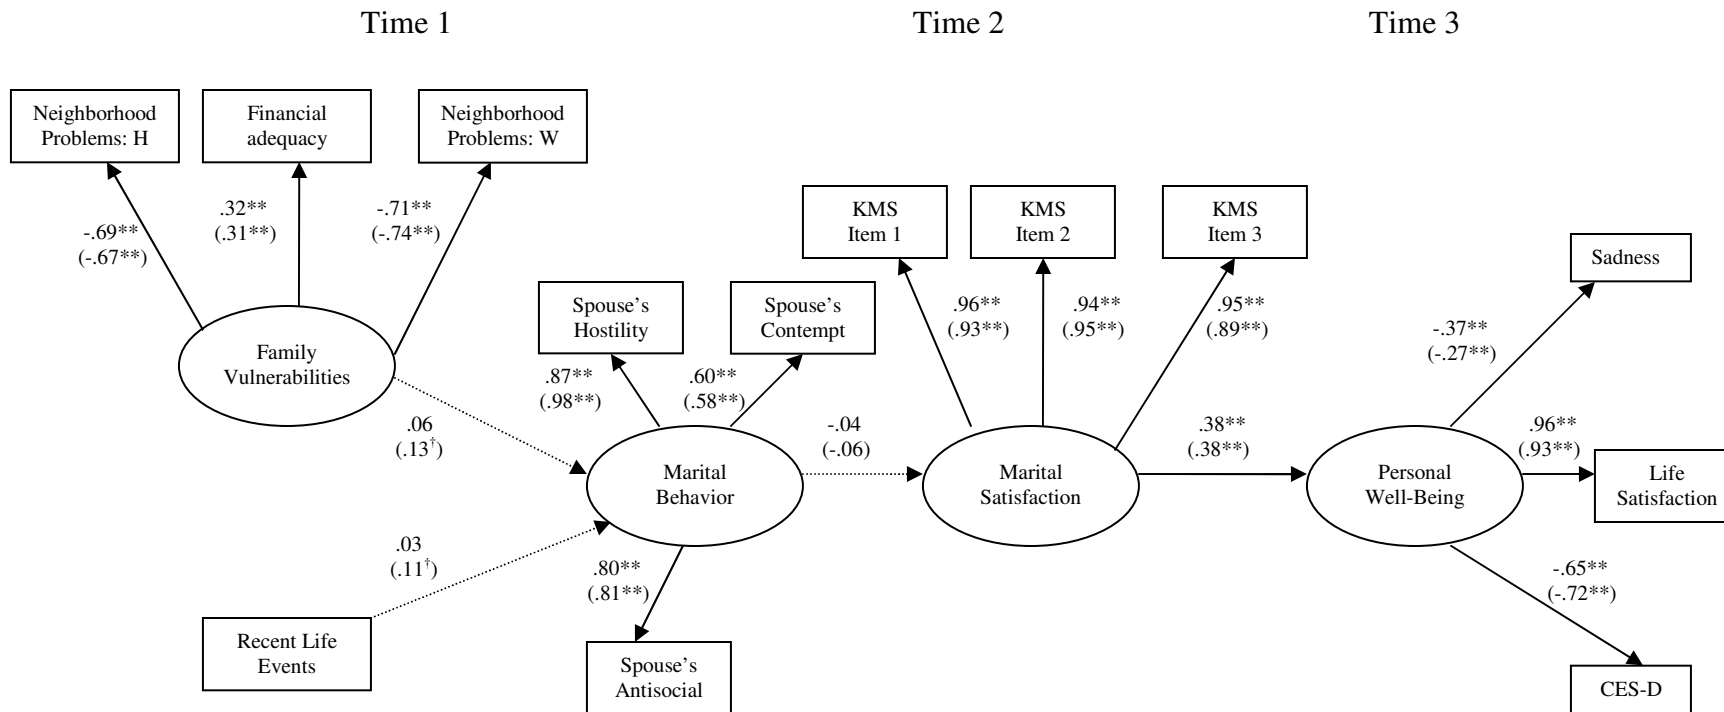 Time 1
Time 2
Time 3
Neighborhood
Problems: H
Financial
adequacy
Neighborhood
Problems: W
-.69**
(-.67**)
.32**
(.31**)
-.71**
(-.74**)
KMS
Item 1
KMS
Item 2
KMS
Item 3
Sadness
.96**
(.93**)
.94**
(.95**)
.95**
(.89**)
-.37**
(-.27**)
Family
Vulnerabilities
Spouse’s
Hostility
Spouse’s
Contempt
.87**
(.98**)
.60**
(.58**)
.06
(.13†)
-.04
(-.06)
.38**
(.38**)
.96**
(.93**)
Marital
Behavior
Marital
Satisfaction
Personal
Well-Being
Life
Satisfaction
.03
(.11†)
.80**
(.81**)
-.65**
(-.72**)
Recent Life
Events
Spouse’s
Antisocial
CES-D